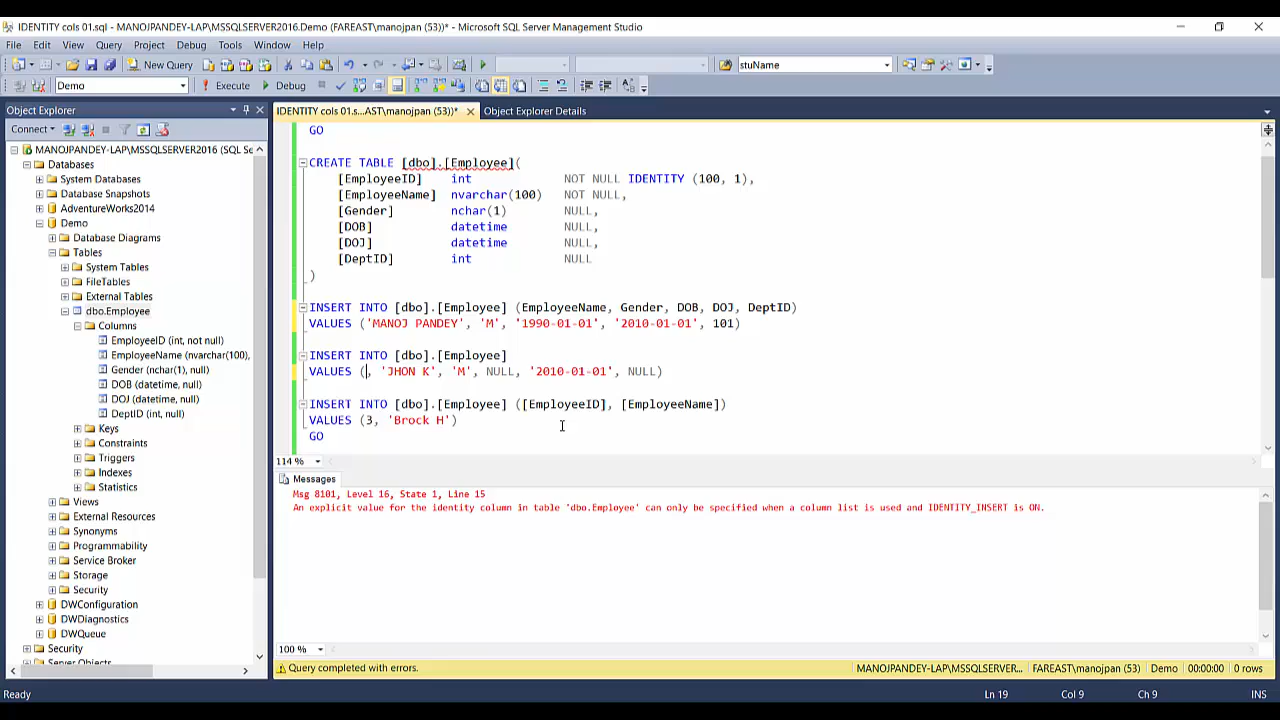 IDENTITY cols 01.sql - MANOJPANDEY-LAP\MSSQLSERVER2016.Demo (FAREAST\manojpan (53))* - Microsoft SQL Server Management Studio
File Edit View Query Project Debug Tools Window Help
New Query stuName
Demo Execute Debug
Object Explorer
Connect
MANOJPANDEY-LAP\MSSQLSERVER2016 (SQL Se
Databases
System Databases
Database Snapshots
AdventureWorks2014
Demo
Database Diagrams
Tables
System Tables
FileTables
External Tables
dbo.Employee
Columns
EmployeeID (int, not null)
EmployeeName (nvarchar(100),
Gender (nchar(1), null)
DOB (datetime, null)
DOJ (datetime, null)
DeptID (int, null)
Keys
Constraints
Triggers
Indexes
Statistics
Views
External Resources
Synonyms
Programmability
Service Broker
Storage
Security
DWConfiguration
DWDiagnostics
DWQueue
Security
Server Objects
IDENTITY cols 01.s...AST\manojpan (53))* Object Explorer Details
GO
CREATE TABLE [dbo].[Employee](
[EmployeeID] int NOT NULL IDENTITY (100, 1),
[EmployeeName] nvarchar(100) NOT NULL,
[Gender] nchar(1) NULL,
[DOB] datetime NULL,
[DOJ] datetime NULL,
[DeptID] int NULL
)
INSERT INTO [dbo].[Employee] (EmployeeName, Gender, DOB, DOJ, DeptID)
VALUES ('MANOJ PANDEY', 'M', '1990-01-01', '2010-01-01', 101)
INSERT INTO [dbo].[Employee]
VALUES (, 'JHON K', 'M', NULL, '2010-01-01', NULL)
INSERT INTO [dbo].[Employee] ([EmployeeID], [EmployeeName])
VALUES (3, 'Brock H')
GO
114 %
Messages
Msg 8101, Level 16, State 1, Line 15
An explicit value for the identity column in table 'dbo.Employee' can only be specified when a column list is used and IDENTITY_INSERT is ON.
100 %
Query completed with errors. MANOJPANDEY-LAP\MSSQLSERVER... FAREAST\manojpan (53) Demo 00:00:00 0 rows
Ready Ln 19 Col 9 Ch 9 INS